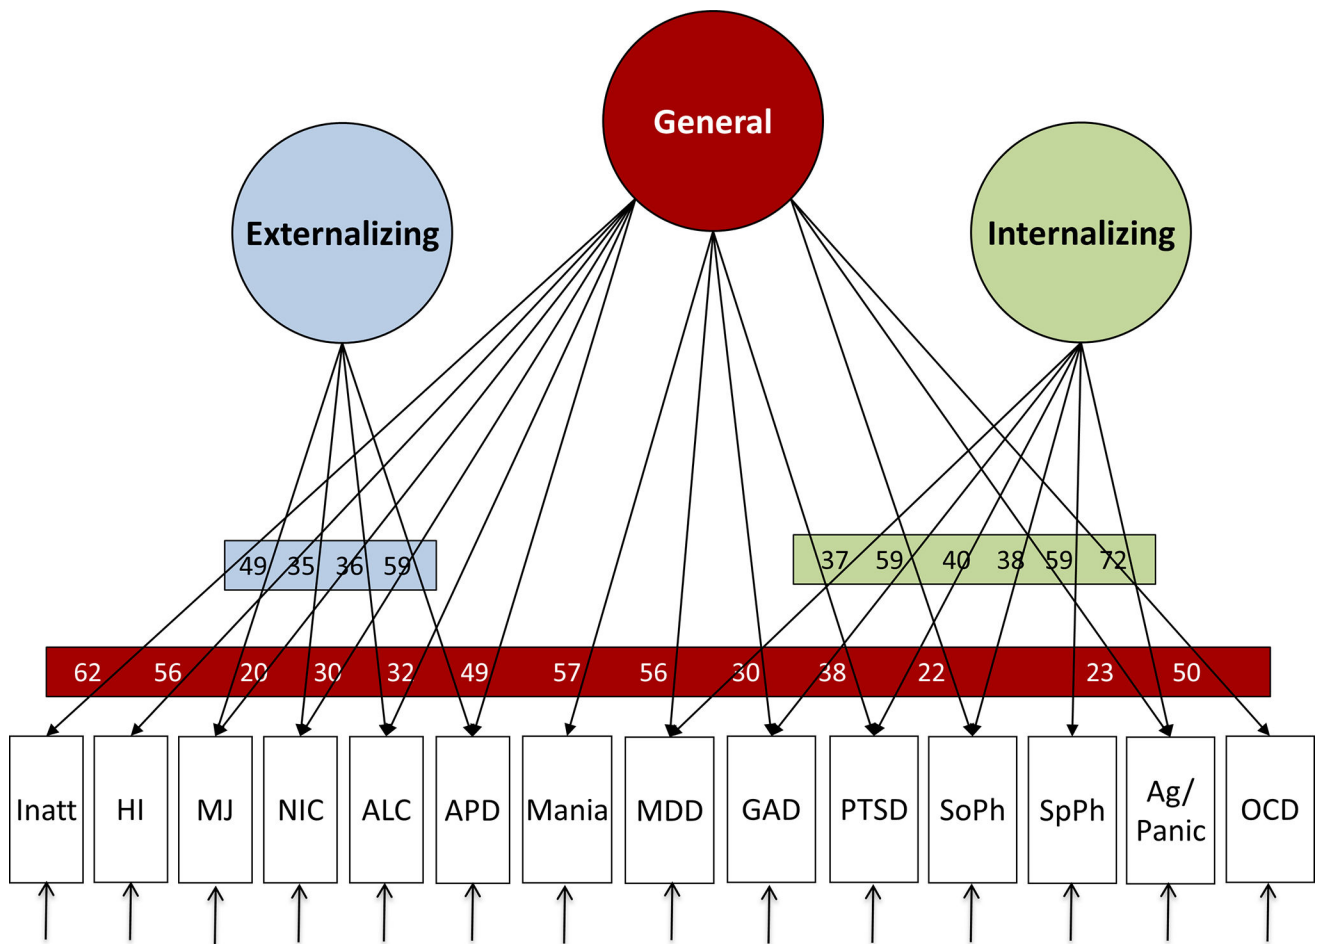 General
Externalizing
Internalizing
49 35 36 59
37 59 40 38 59 72
62 56 20 30 32 49 57 56 30 38 22 23 50
Inatt HI MJ NIC ALC APD Mania MDD GAD PTSD SoPh SpPh Ag/
Panic OCD